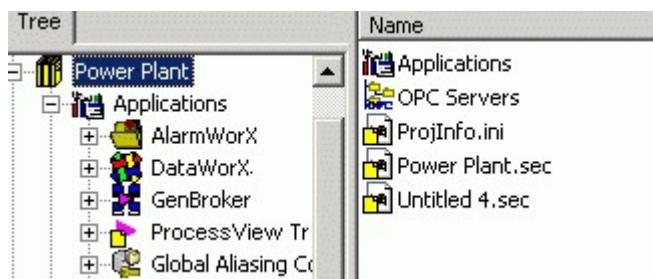 Tree
Power Plant
Applications
AlarmWorX
DataWorX.
GenBroker
ProcessView Tr
Global Aliasing
Name
Applications
OPC Servers
ProjInfo.ini
Power Plant.sec
Untitled 4.sec